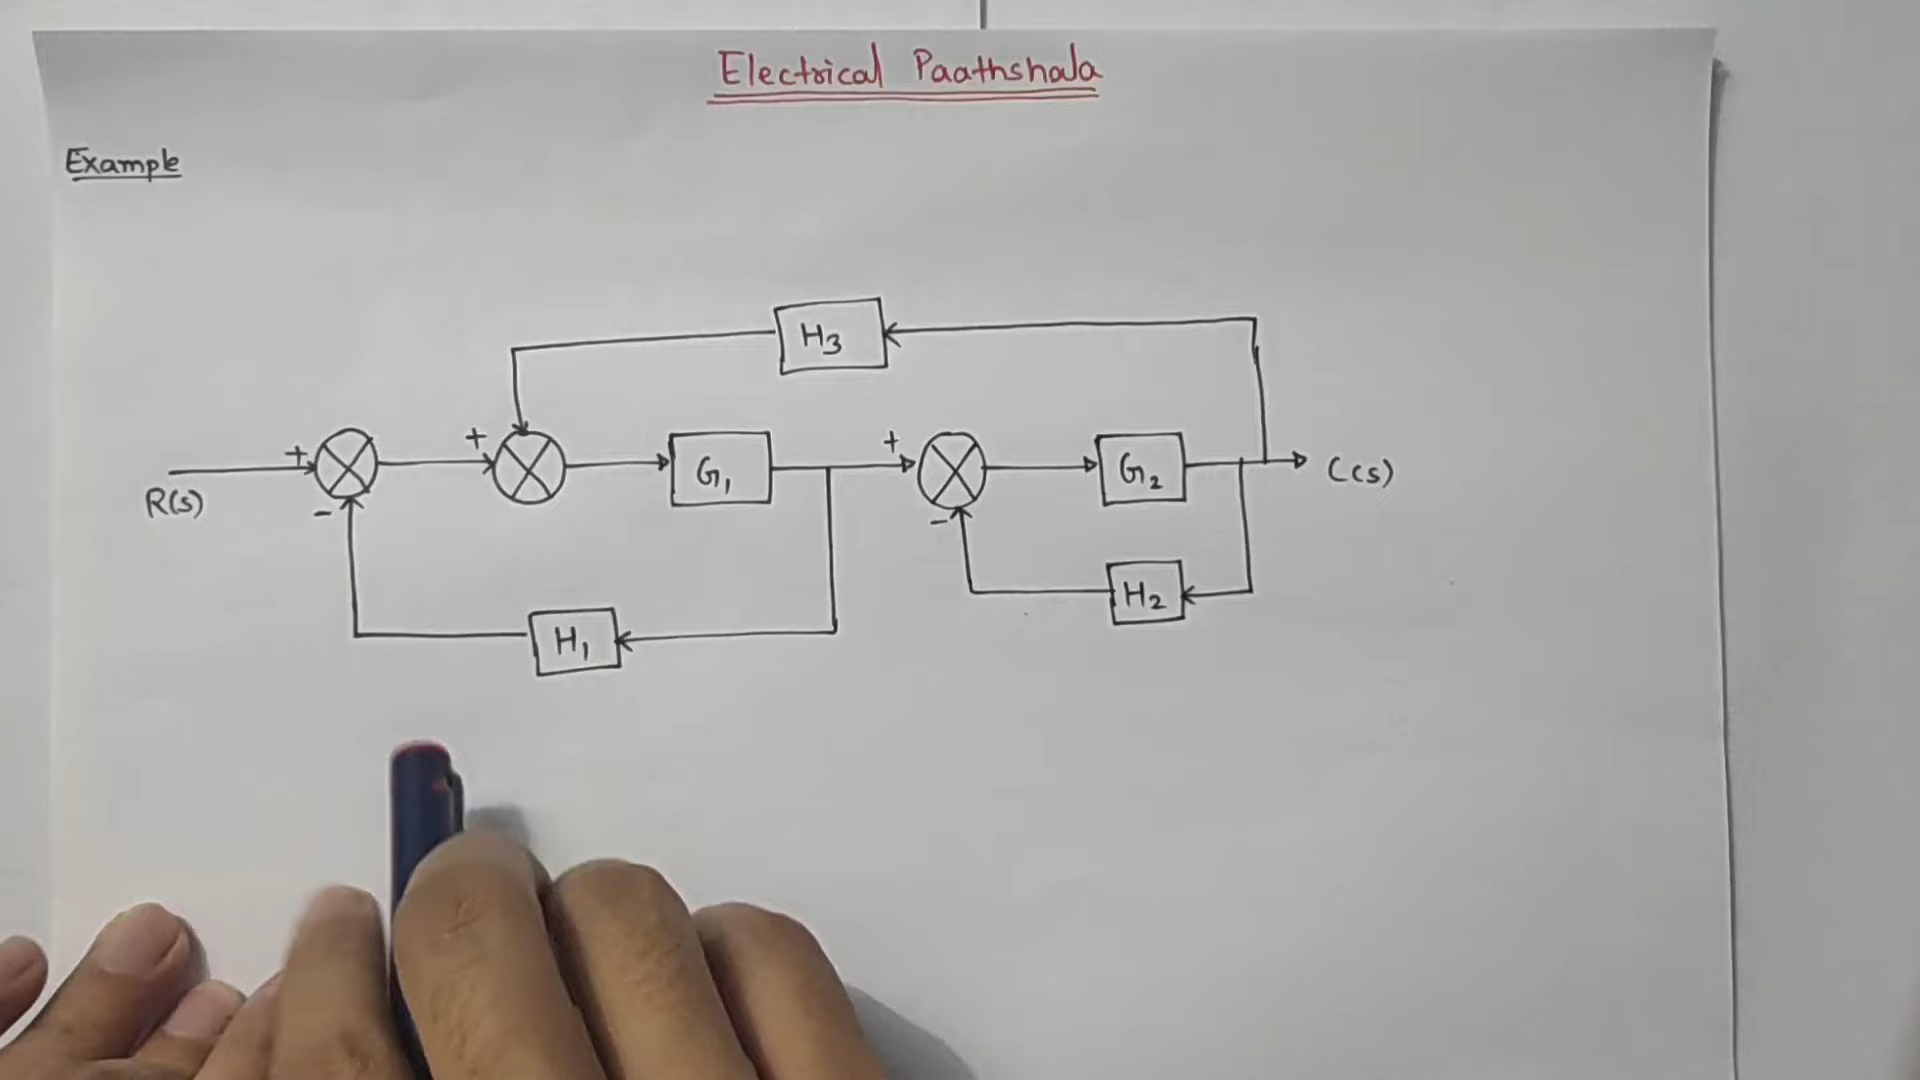 Electrical Paathshala
Example
H3
+ + G1 + G2 C(s)
R(s) - -
H2
H1